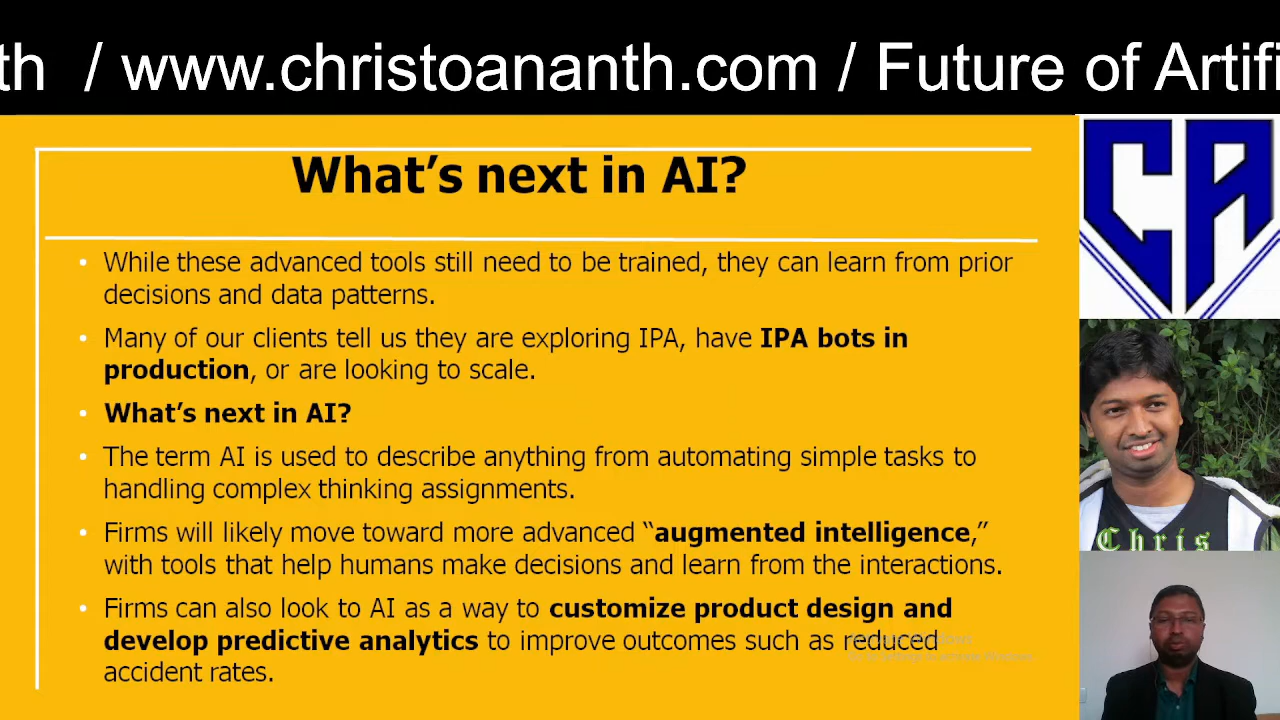 th / www.christoananth.com / Future of Artifi
What’s next in AI?
• While these advanced tools still need to be trained, they can learn from prior
decisions and data patterns.
• Many of our clients tell us they are exploring IPA, have IPA bots in
production, or are looking to scale.
• What’s next in AI?
• The term AI is used to describe anything from automating simple tasks to
handling complex thinking assignments.
• Firms will likely move toward more advanced “augmented intelligence,”
with tools that help humans make decisions and learn from the interactions.
• Firms can also look to AI as a way to customize product design and
develop predictive analytics to improve outcomes such as reduced
accident rates.
CA
Chris